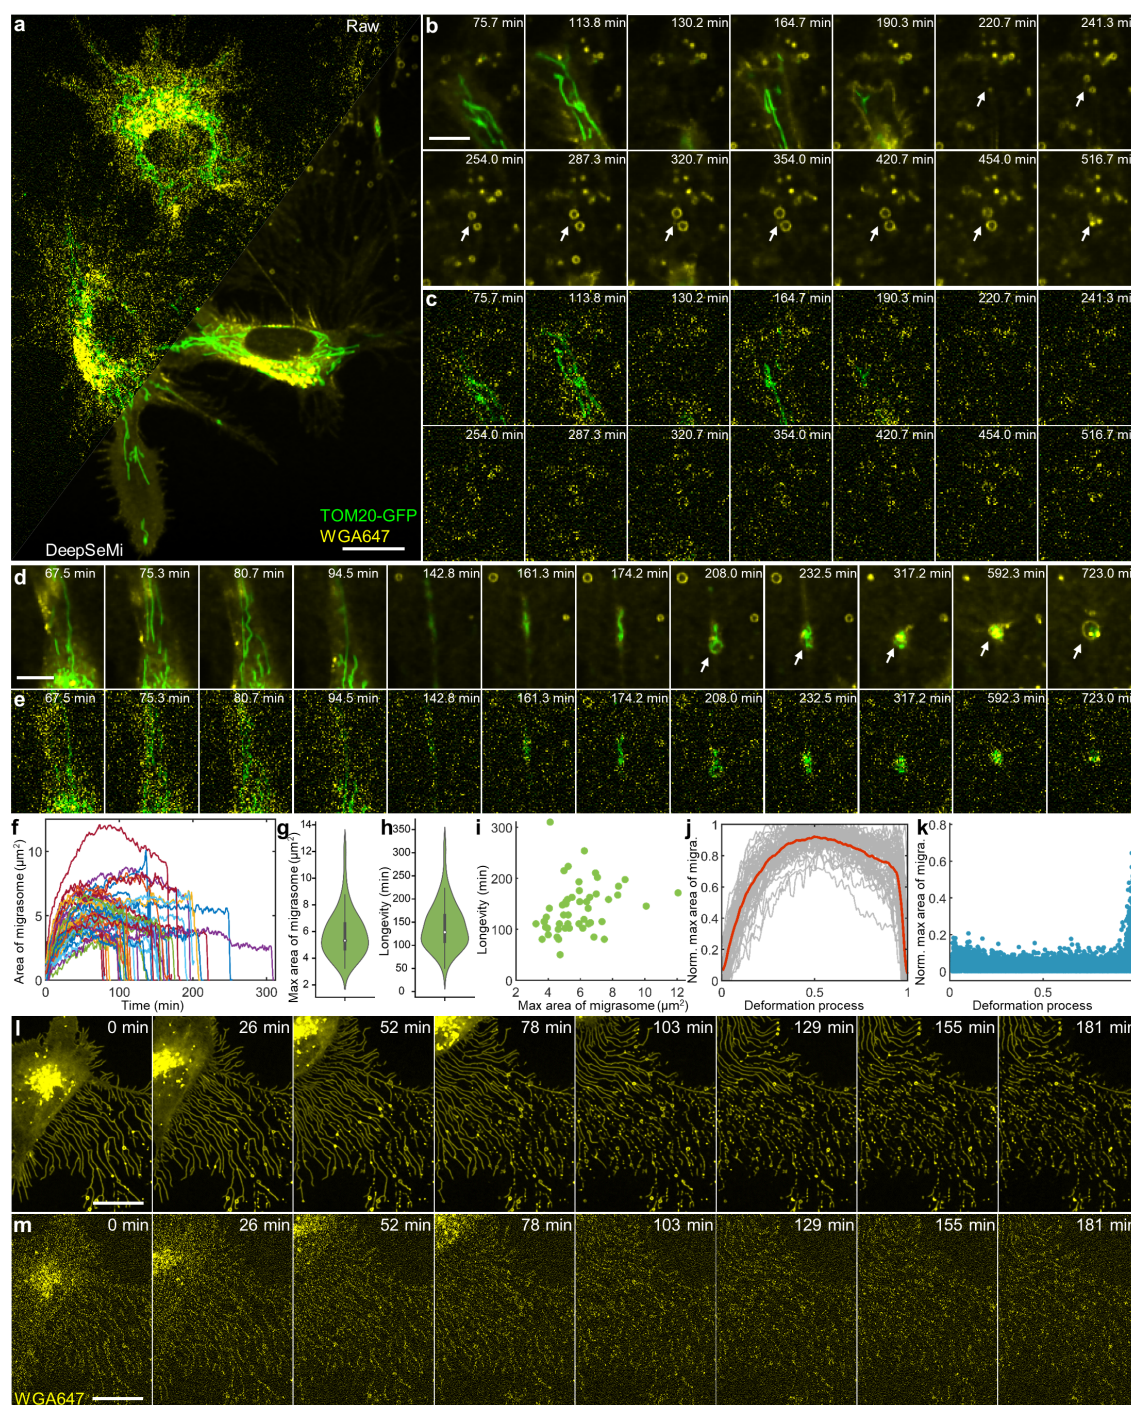 a
Raw
TOM20-GFP
WGA647
DeepSeMi
b
75.7 min 113.8 min 130.2 min 164.7 min 190.3 min 220.7 min 241.3 min
254.0 min 287.3 min 320.7 min 354.0 min 420.7 min 454.0 min 516.7 min
c
75.7 min 113.8 min 130.2 min 164.7 min 190.3 min 220.7 min 241.3 min
254.0 min 287.3 min 320.7 min 354.0 min 420.7 min 454.0 min 516.7 min
d
67.5 min 75.3 min 80.7 min 94.5 min 142.8 min 161.3 min 174.2 min 208.0 min 232.5 min 317.2 min 592.3 min 723.0 min
e
67.5 min 75.3 min 80.7 min 94.5 min 142.8 min 161.3 min 174.2 min 208.0 min 232.5 min 317.2 min 592.3 min 723.0 min
f
Area of migrasome (μm²)
10
5
0
0 100 200 300
Time (min)
g
Max area of migrasome (μm²)
14
12
10
8
6
4
2
h
Longevity (min)
350
300
250
200
150
100
50
0
i
Longevity (min)
300
200
100
0
2 4 6 8 10 12
Max area of migrasome (μm²)
j
Norm. max area of migra.
1
0.8
0.6
0.4
0.2
0
0 0.5 1
Deformation process
k
Norm. max area of migra.
0.8
0.6
0.4
0.2
0
0 0.5 1
Deformation process
l
0 min 26 min 52 min 78 min 103 min 129 min 155 min 181 min
m
0 min 26 min 52 min 78 min 103 min 129 min 155 min 181 min
WGA647